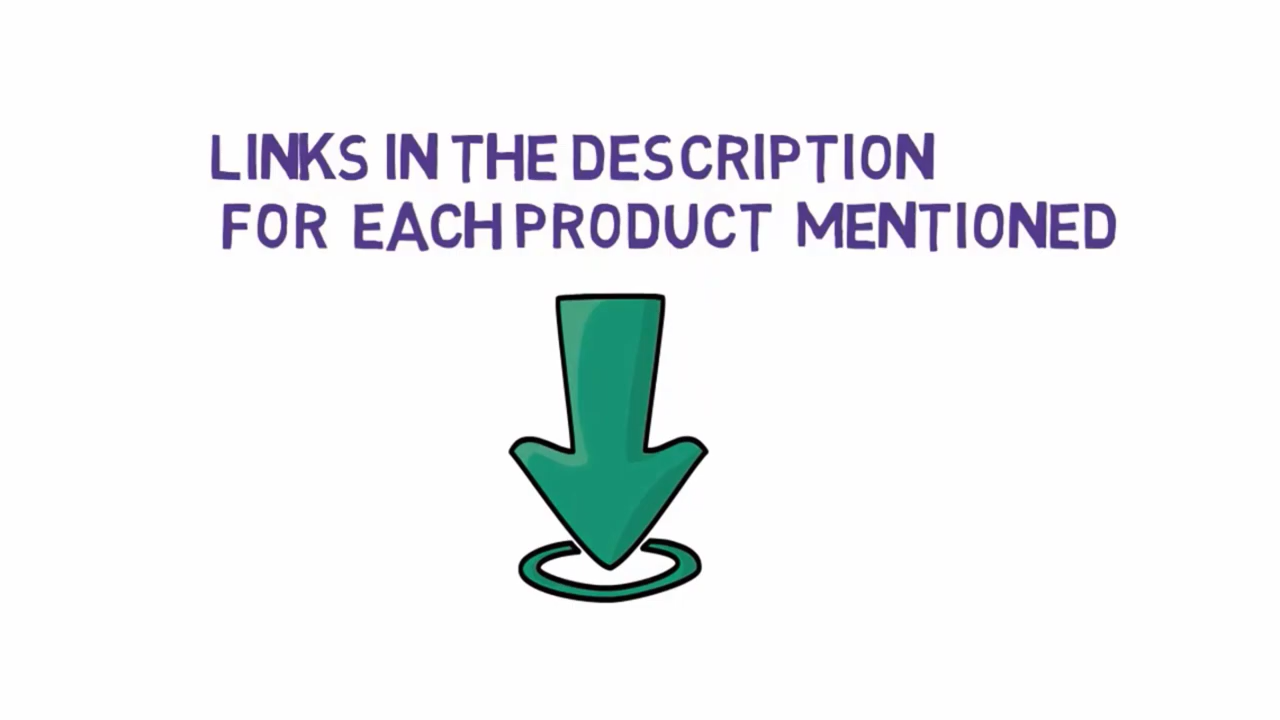 LINKS IN THE DESCRIPTION
FOR EACH PRODUCT MENTIONED